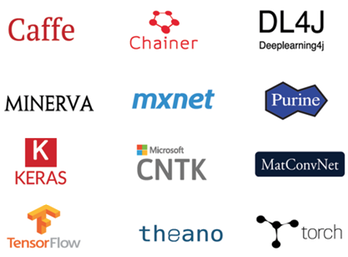 Caffe
Chainer
DL4J
Deeplearning4j
MINERVA
mxnet
Purine
K
KERAS
Microsoft
CNTK
MatConvNet
TensorFlow
theano
torch